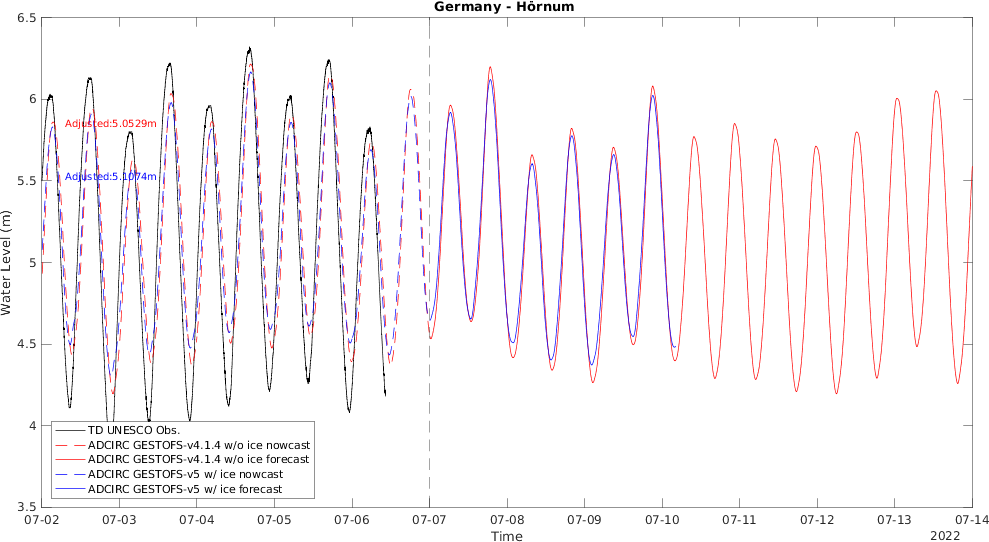 Germany - Hörnum
6.5
6
5.5
5
4.5
4
3.5
Water Level (m)
Adjusted:5.0529m
Adjusted:5.1074m
TD UNESCO Obs.
ADCIRC GESTOFS-v4.1.4 w/o ice nowcast
ADCIRC GESTOFS-v4.1.4 w/o ice forecast
ADCIRC GESTOFS-v5 w/ ice nowcast
ADCIRC GESTOFS-v5 w/ ice forecast
07-02 07-03 07-04 07-05 07-06 07-07 07-08 07-09 07-10 07-11 07-12 07-13 07-14
Time
2022